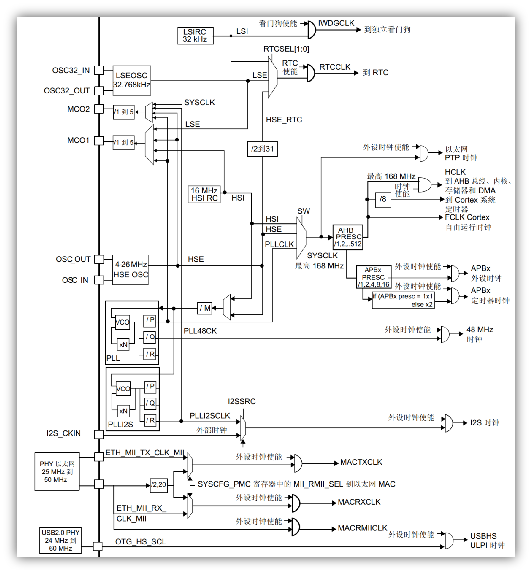 看门狗使能
IWDGCLK
LSIRC
32 kHz
LSI
到独立看门狗
RTCSEL[1:0]
OSC32_IN
LSEOSC
32.768kHz
LSE
RTC
使能
RTCCLK
到 RTC
OSC32_OUT
SYSCLK
MCO2
/1 到 5
LSE
HSE_RTC
MCO1
/1 到 5
/2到31
外设时钟使能
以太网
PTP 时钟
16 MHz
HSI RC
HSI
SW
最高 168 MHz
时钟
使能
HCLK
到 AHB 总线、内核、
存储器和 DMA
/8
到 Cortex 系统
定时器
FCLK Cortex
自由运行时钟
HSI
HSE
PLLCLK
AHB
PRESC
/1,2,..512
SYSCLK
最高 168 MHz
OSC OUT
4-26MHz
HSE OSC
HSE
OSC IN
APBx
PRESC
/1,2,4,8,16
外设时钟使能
APBx
外设时钟
if (APBx presc = 1x1
else x2
外设时钟使能
APBx
定时器时钟
/ M
VCO
xN
/ P
/ Q
/ R
PLL
PLL48CK
外设时钟使能
48 MHz
时钟
VCO
xN
/ P
/ Q
/ R
PLLI2S
I2SSRC
PLLI2SCLK
外部时钟
外设时钟使能
I2S 时钟
I2S_CKIN
ETH_MII_TX_CLK_MII
PHY 以太网
25 MHz 到
50 MHz
外设时钟使能
MACTXCLK
/2,20
SYSCFG_PMC 寄存器中的 MII_RMII_SEL 到以太网 MAC
ETH_MII_RX_
CLK_MII
外设时钟使能
MACRXCLK
外设时钟使能
MACRMIICLK
USB2.0 PHY
24 MHz 到
60 MHz
OTG_HS_SCL
外设时钟使能
USBHS
ULPI 时钟